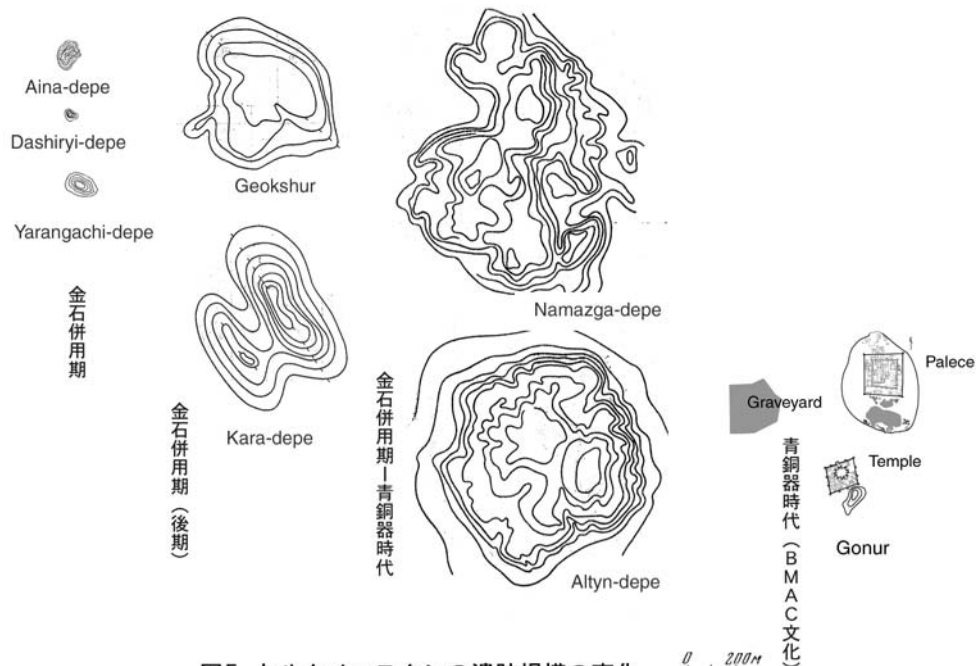 Aina-depe
Dashiryi-depe
Yarangachi-depe
金石併用期
Geokshur
Kara-depe
金石併用期（後期）
Namazga-depe
Altyn-depe
金石併用期ー青銅器時代
Graveyard
Palece
Temple
Gonur
青銅器時代（BMAC文化）
0 200м